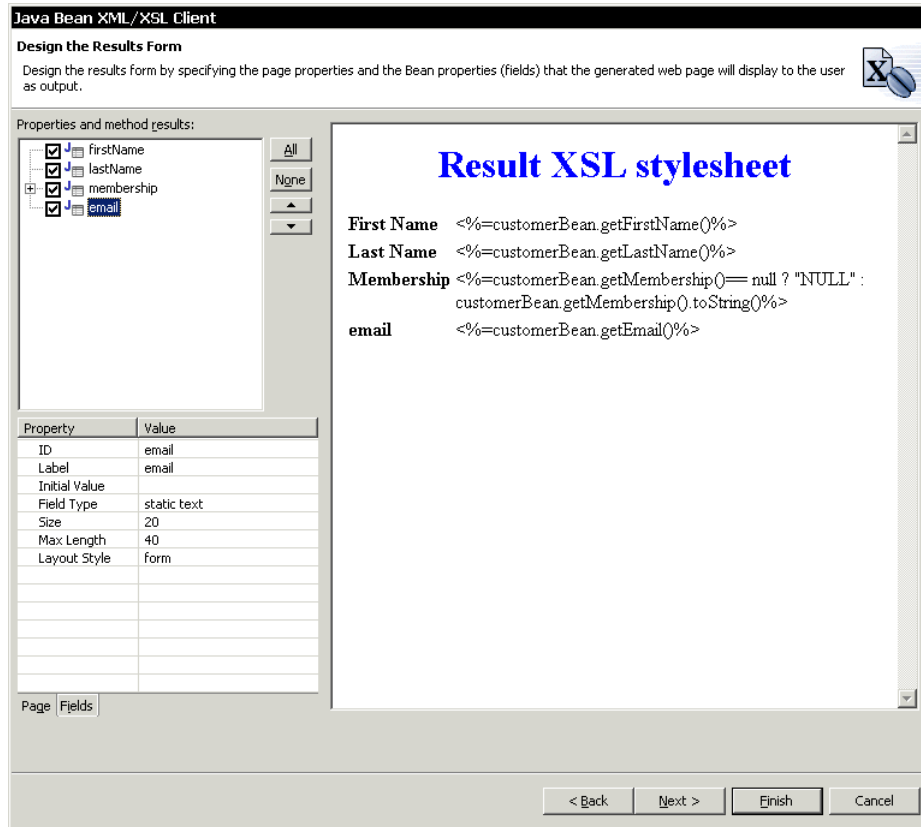 Java Bean XML/XSL Client
Design the Results Form
Design the results form by specifying the page properties and the Bean properties (fields) that the generated web page will display to the user
as output.
Properties and method results:
firstName
lastName
membership
email
All
None
Result XSL stylesheet
First Name <%=customerBean.getFirstName()%>
Last Name <%=customerBean.getLastName()%>
Membership <%=customerBean.getMembership()== null ? "NULL" :
customerBean.getMembership().toString()%>
email <%=customerBean.getEmail()%>
Property Value
ID email
Label email
Initial Value
Field Type static text
Size 20
Max Length 40
Layout Style form
Page Fields
< Back Next > Finish Cancel